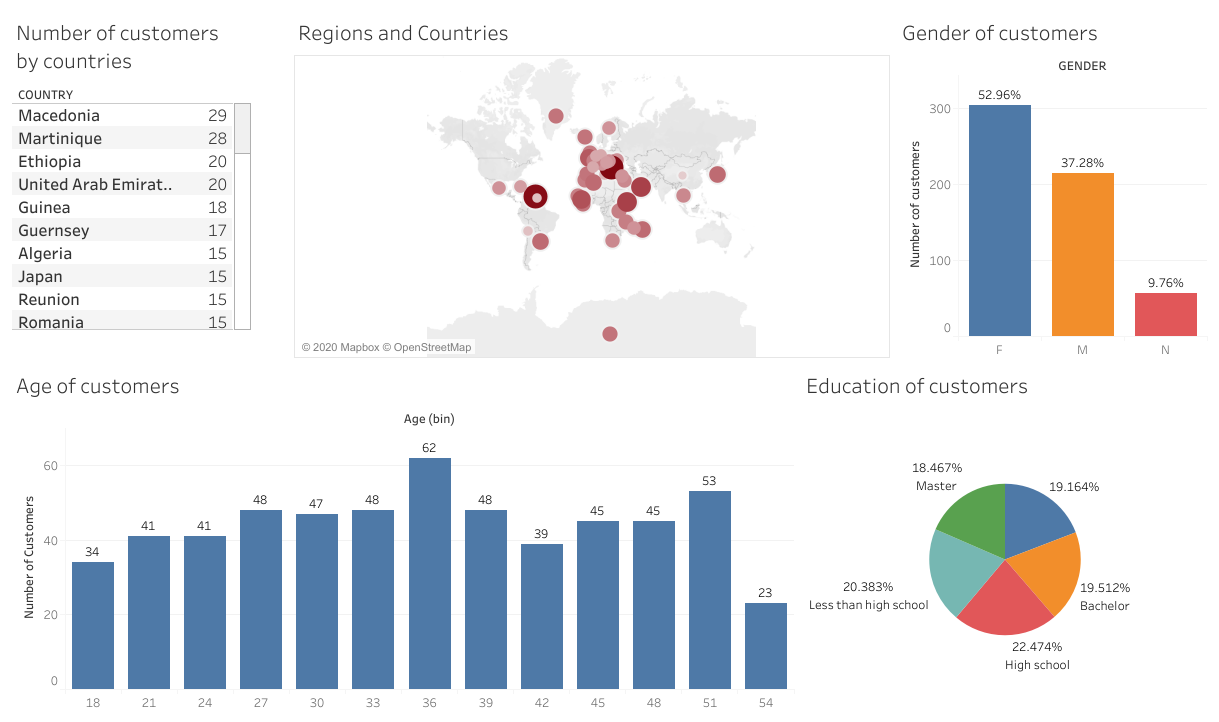 Number of customers
by countries
COUNTRY
Macedonia 29
Martinique 28
Ethiopia 20
United Arab Emirat.. 20
Guinea 18
Guernsey 17
Algeria 15
Japan 15
Reunion 15
Romania 15
Regions and Countries
© 2020 Mapbox © OpenStreetMap
Gender of customers
GENDER
Number cof customers
300
200
100
0
52.96%
37.28%
9.76%
F M N
Age of customers
Age (bin)
Number of Customers
60
40
20
0
34 41 41 48 47 48 62 48 39 45 45 53 23
18 21 24 27 30 33 36 39 42 45 48 51 54
Education of customers
18.467%
Master
19.164%
20.383%
Less than high school
19.512%
Bachelor
22.474%
High school